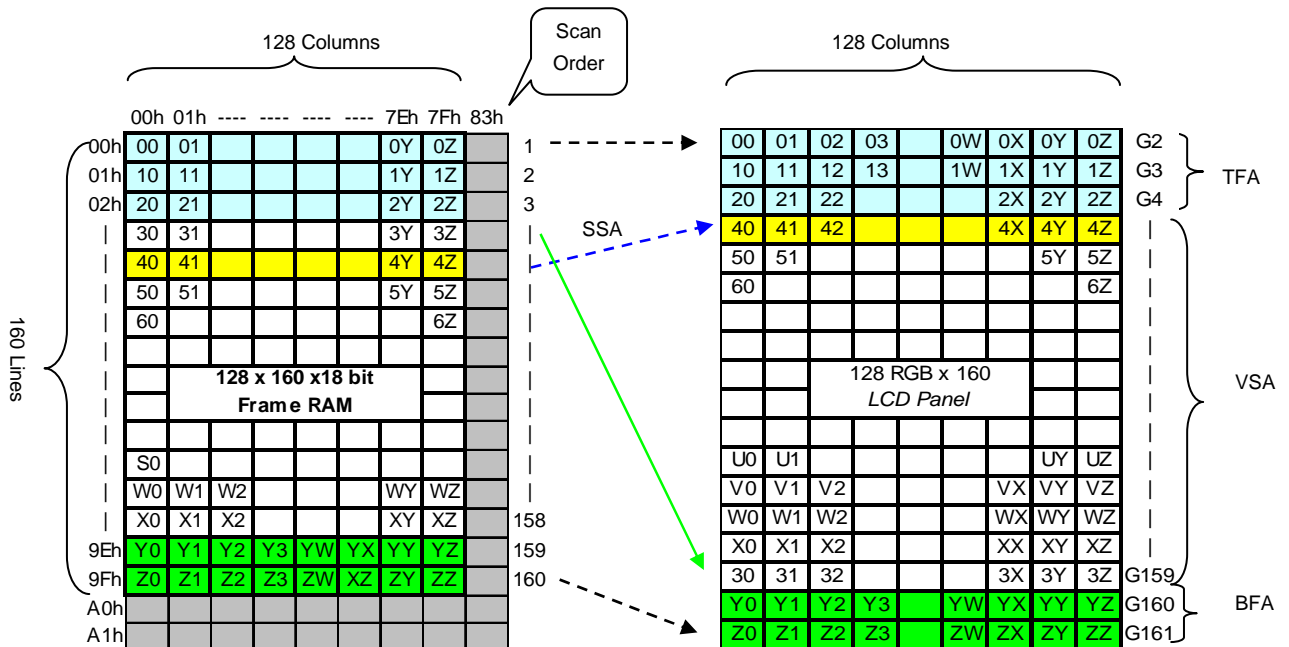 Scan
Order
128 Columns
128 Columns
00h 01h ---- ---- ---- ---- 7Eh 7Fh 83h
00h 00 01 0Y 0Z 1
01h 10 11 1Y 1Z 2
02h 20 21 2Y 2Z 3
30 31 3Y 3Z
40 41 4Y 4Z
50 51 5Y 5Z
60 6Z
128 x 160 x18 bit
Frame RAM
S0
W0 W1 W2 WY WZ
X0 X1 X2 XY XZ 158
9Eh Y0 Y1 Y2 Y3 YW YX YY YZ 159
9Fh Z0 Z1 Z2 Z3 ZW XZ ZY ZZ 160
A0h
A1h
160 Lines
SSA
00 01 02 03 0W 0X 0Y 0Z G2
10 11 12 13 1W 1X 1Y 1Z G3
20 21 22 2X 2Y 2Z G4
TFA
40 41 42 4X 4Y 4Z
50 51 5Y 5Z
60 6Z
128 RGB x 160
LCD Panel
VSA
U0 U1 UY UZ
V0 V1 V2 VX VY VZ
W0 W1 W2 WX WY WZ
X0 X1 X2 XX XY XZ
30 31 32 3X 3Y 3Z G159
Y0 Y1 Y2 Y3 YW YX YY YZ G160
Z0 Z1 Z2 Z3 ZW ZX ZY ZZ G161
BFA